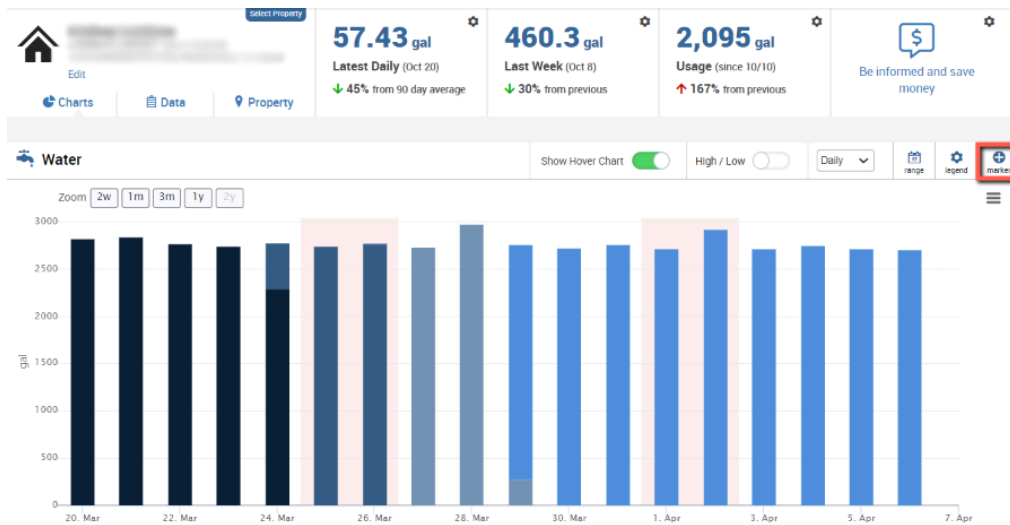 Select Property
Edit
Charts
Data
Property
57.43 gal
Latest Daily (Oct 20)
45% from 90 day average
460.3 gal
Last Week (Oct 8)
30% from previous
2,095 gal
Usage (since 10/10)
167% from previous
$
Be informed and save
money
Water
Show Hover Chart
High / Low
Daily
range
legend
marker
Zoom 2w 1m 3m 1y 2y
3000
2500
2000
1500
1000
500
0
gal
20. Mar 22. Mar 24. Mar 26. Mar 28. Mar 30. Mar 1. Apr 3. Apr 5. Apr 7. Apr